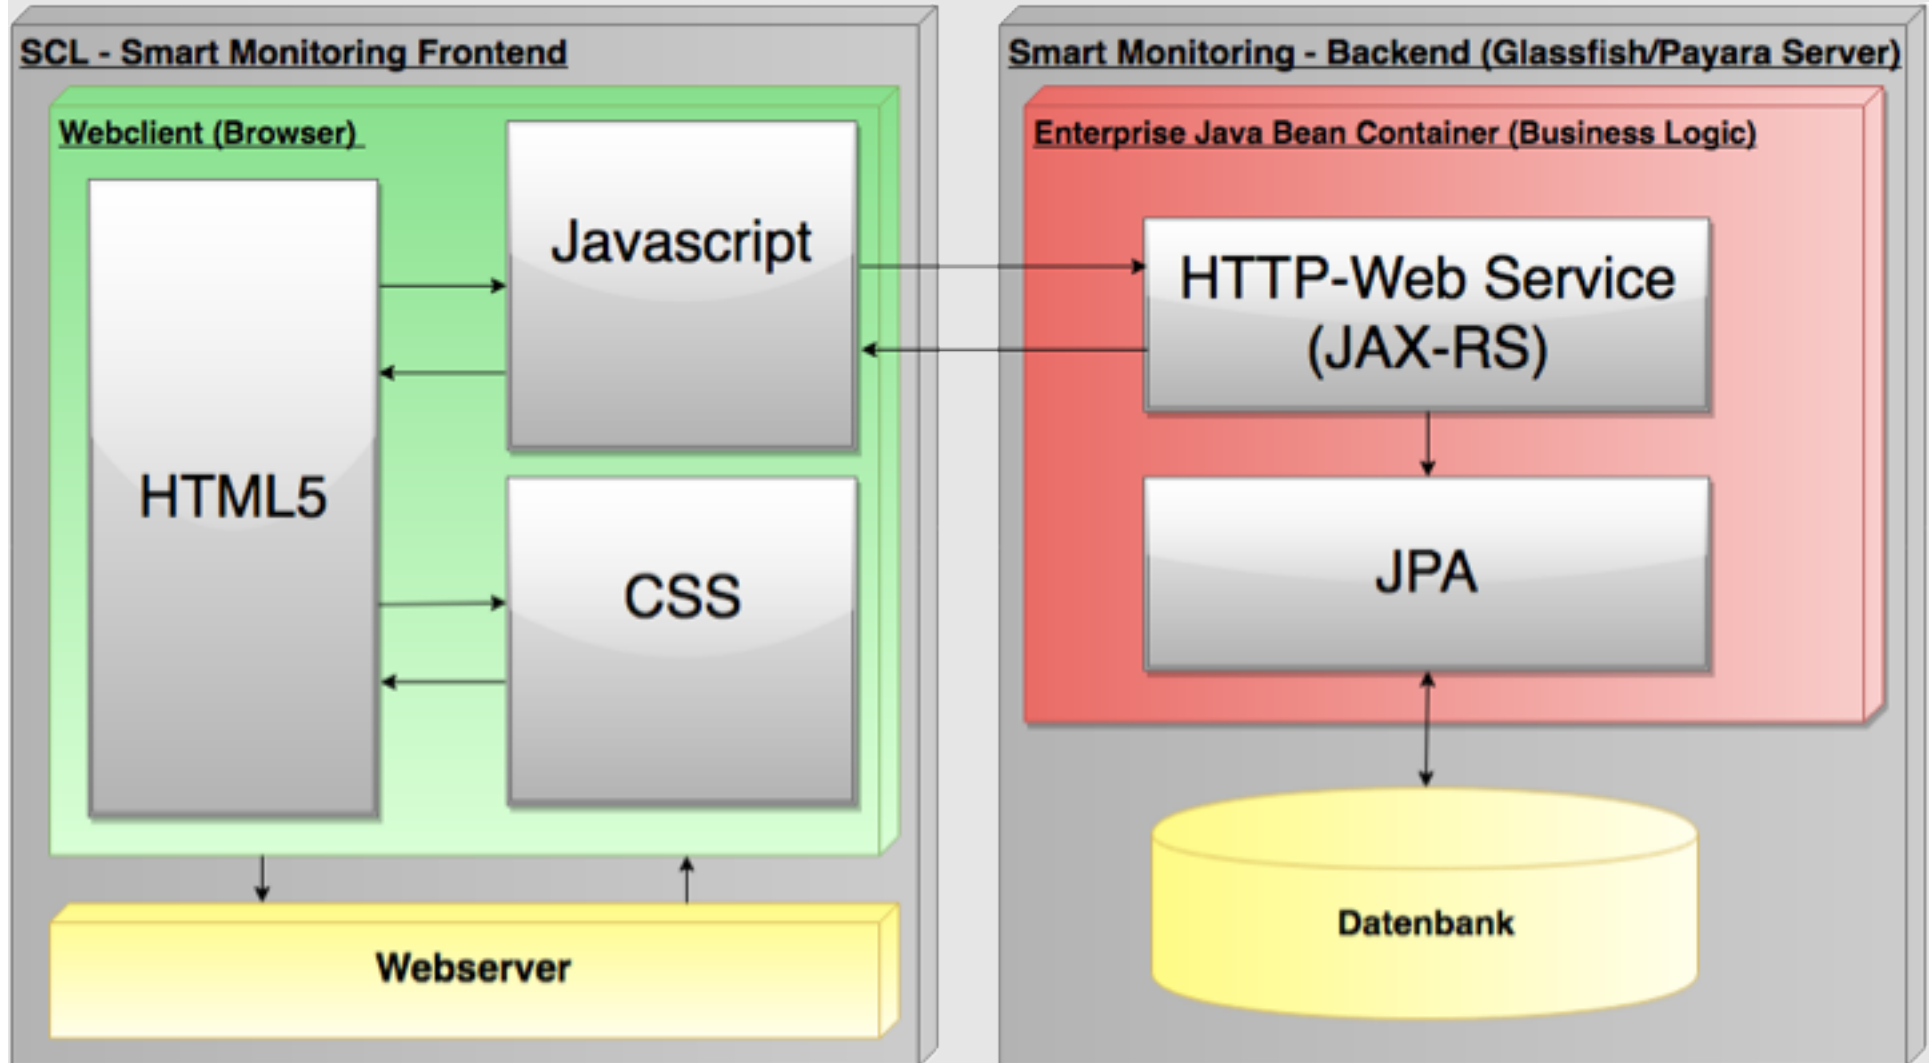 SCL - Smart Monitoring Frontend
Webclient (Browser)
Javascript
HTML5
CSS
Webserver
Smart Monitoring - Backend (Glassfish/Payara Server)
Enterprise Java Bean Container (Business Logic)
HTTP-Web Service
(JAX-RS)
JPA
Datenbank